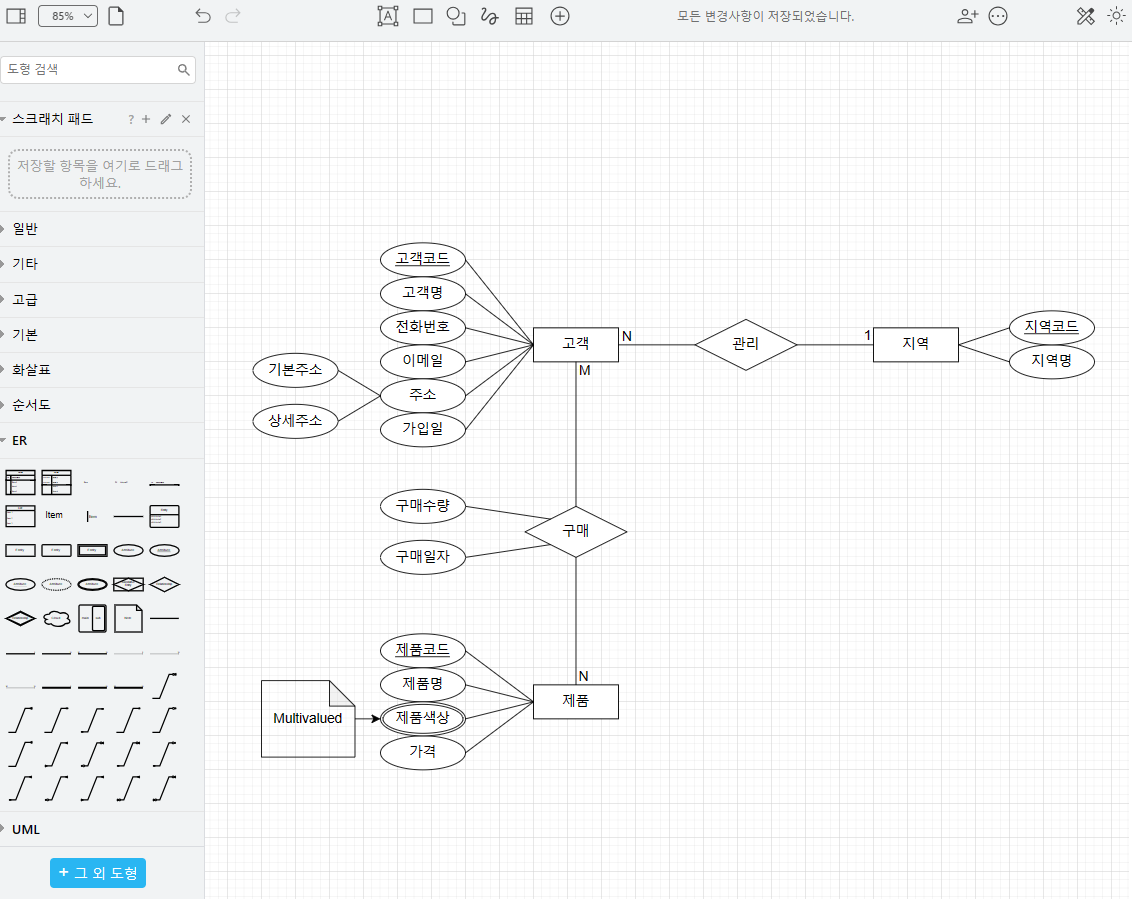 85%
모든 변경사항이 저장되었습니다.
도형 검색
스크래치 패드
?
저장할 항목을 여기로 드래그
하세요.
일반
기타
고급
기본
화살표
순서도
ER
Item
UML
+ 그 외 도형
고객코드
고객명
전화번호
이메일
주소
가입일
기본주소
상세주소
고객
N
관리
1
지역
지역코드
지역명
M
구매수량
구매일자
구매
N
제품코드
제품명
제품색상
가격
제품
Multivalued